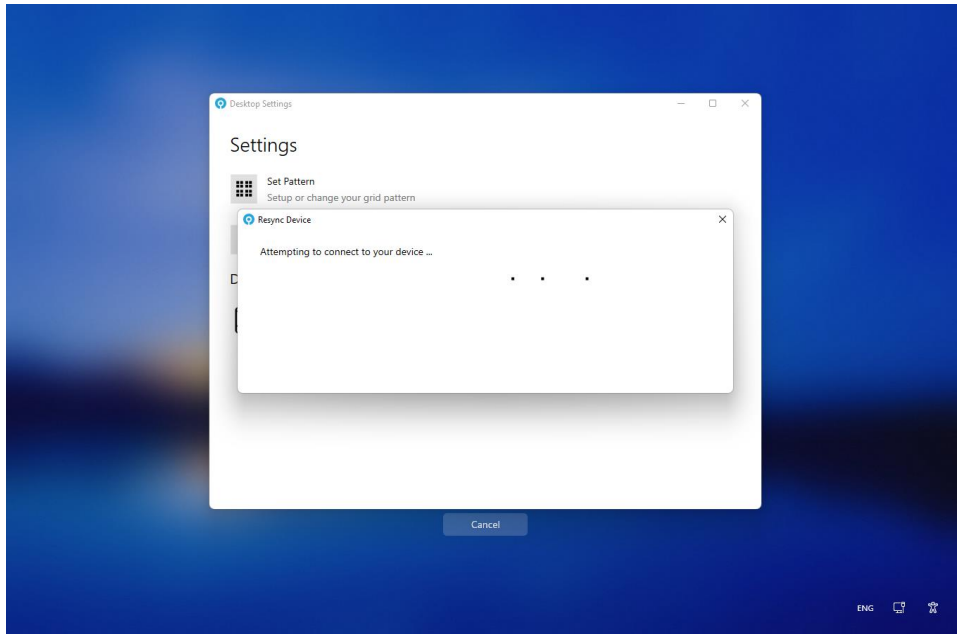 Desktop Settings
Settings
Set Pattern
Setup or change your grid pattern
Resync Device
Attempting to connect to your device ...
D
Cancel
ENG